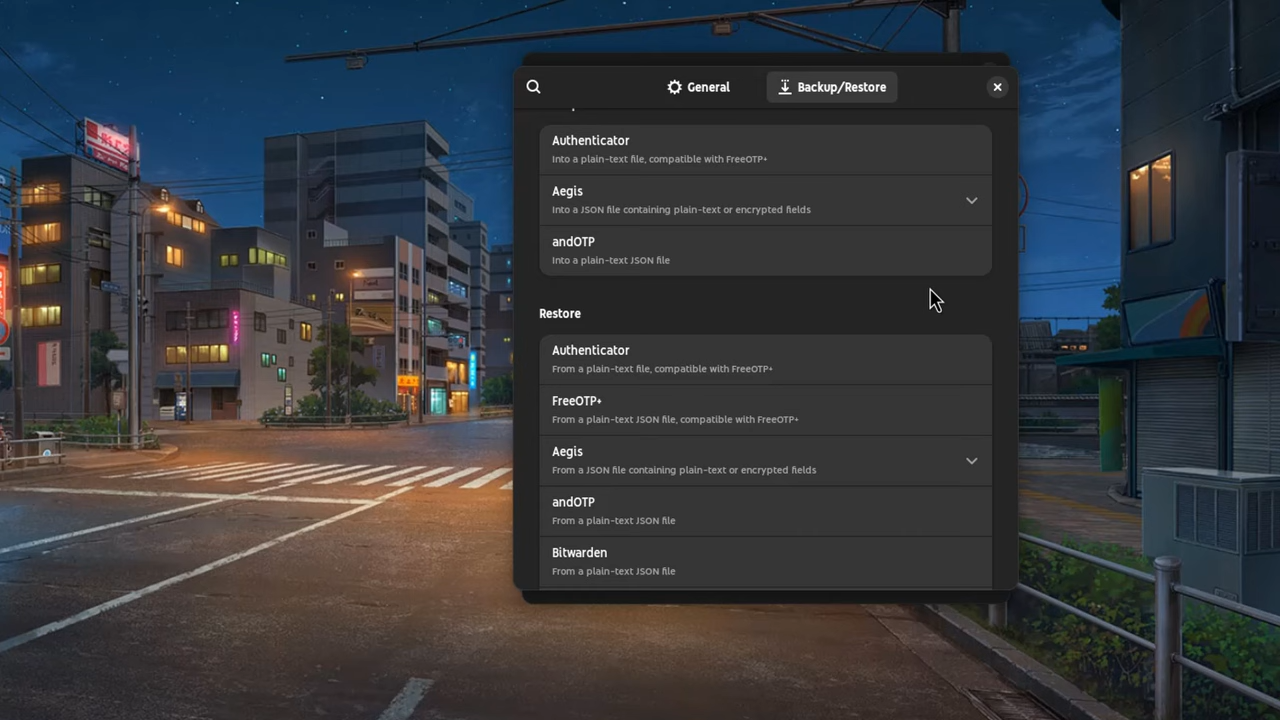 General
Backup/Restore
Authenticator
Into a plain-text file, compatible with FreeOTP+
Aegis
Into a JSON file containing plain-text or encrypted fields
andOTP
Into a plain-text JSON file
Restore
Authenticator
From a plain-text file, compatible with FreeOTP+
FreeOTP+
From a plain-text JSON file, compatible with FreeOTP+
Aegis
From a JSON file containing plain-text or encrypted fields
andOTP
From a plain-text JSON file
Bitwarden
From a plain-text JSON file